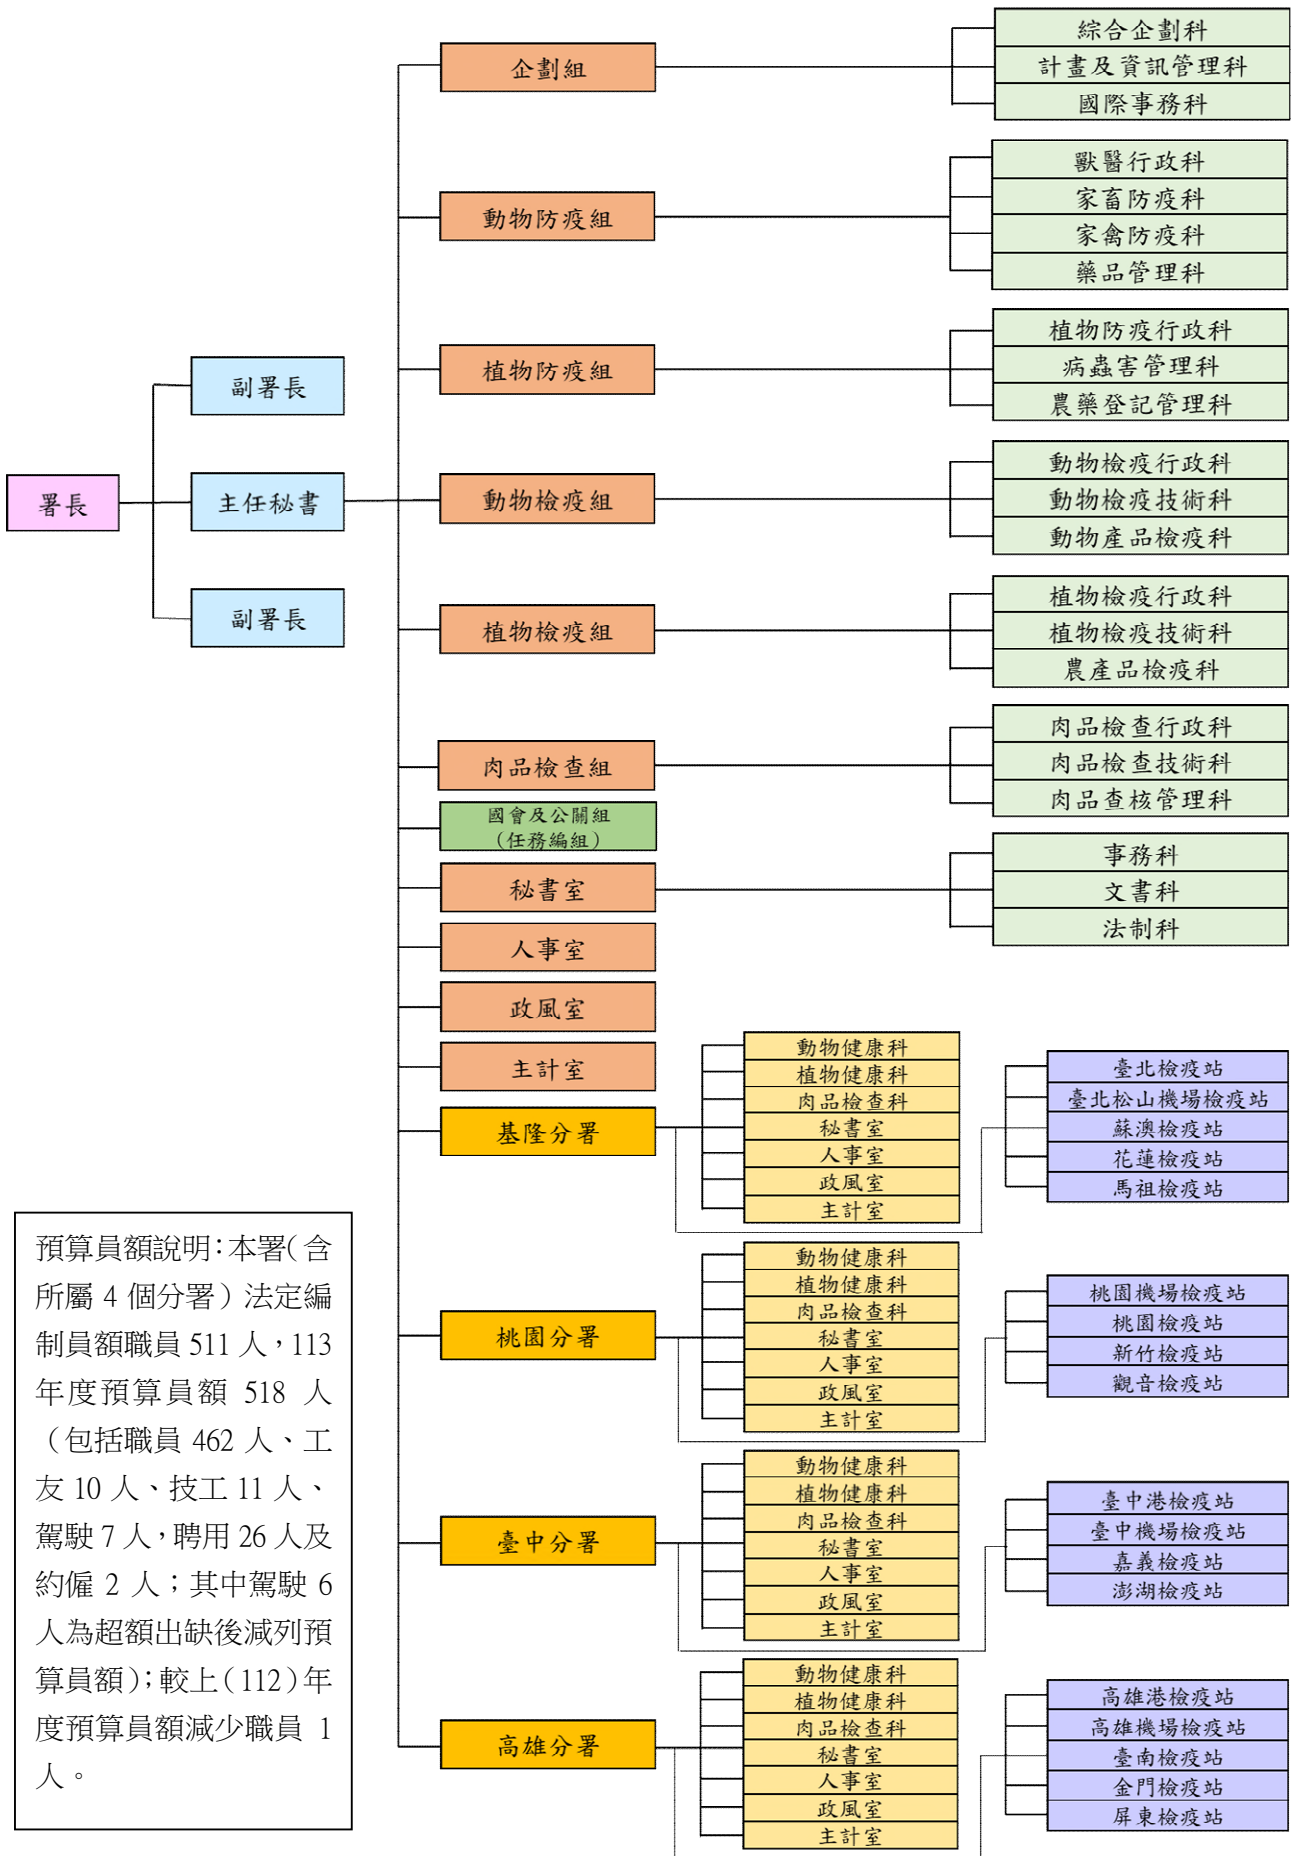 署長
副署長
主任秘書
副署長
企劃組
綜合企劃科
計畫及資訊管理科
國際事務科
動物防疫組
獸醫行政科
家畜防疫科
家禽防疫科
藥品管理科
植物防疫組
植物防疫行政科
病蟲害管理科
農藥登記管理科
動物檢疫組
動物檢疫行政科
動物檢疫技術科
動物產品檢疫科
植物檢疫組
植物檢疫行政科
植物檢疫技術科
農產品檢疫科
肉品檢查組
肉品檢查行政科
肉品檢查技術科
肉品查核管理科
國會及公關組
(任務編組)
秘書室
事務科
文書科
法制科
人事室
政風室
主計室
基隆分署
動物健康科
植物健康科
肉品檢查科
秘書室
人事室
政風室
主計室
臺北檢疫站
臺北松山機場檢疫站
蘇澳檢疫站
花蓮檢疫站
馬祖檢疫站
桃園分署
動物健康科
植物健康科
肉品檢查科
秘書室
人事室
政風室
主計室
桃園機場檢疫站
桃園檢疫站
新竹檢疫站
觀音檢疫站
臺中分署
動物健康科
植物健康科
肉品檢查科
秘書室
人事室
政風室
主計室
臺中港檢疫站
臺中機場檢疫站
嘉義檢疫站
澎湖檢疫站
高雄分署
動物健康科
植物健康科
肉品檢查科
秘書室
人事室
政風室
主計室
高雄港檢疫站
高雄機場檢疫站
臺南檢疫站
金門檢疫站
屏東檢疫站
預算員額說明：本署（含
所屬 4 個分署）法定編
制員額職員 511 人，113
年度預算員額 518 人
（包括職員 462 人、工
友 10 人、技工 11 人、
駕駛 7 人，聘用 26 人及
約僱 2 人；其中駕駛 6
人為超額出缺後減列預
算員額）；較上（112）年
度預算員額減少職員 1
人。